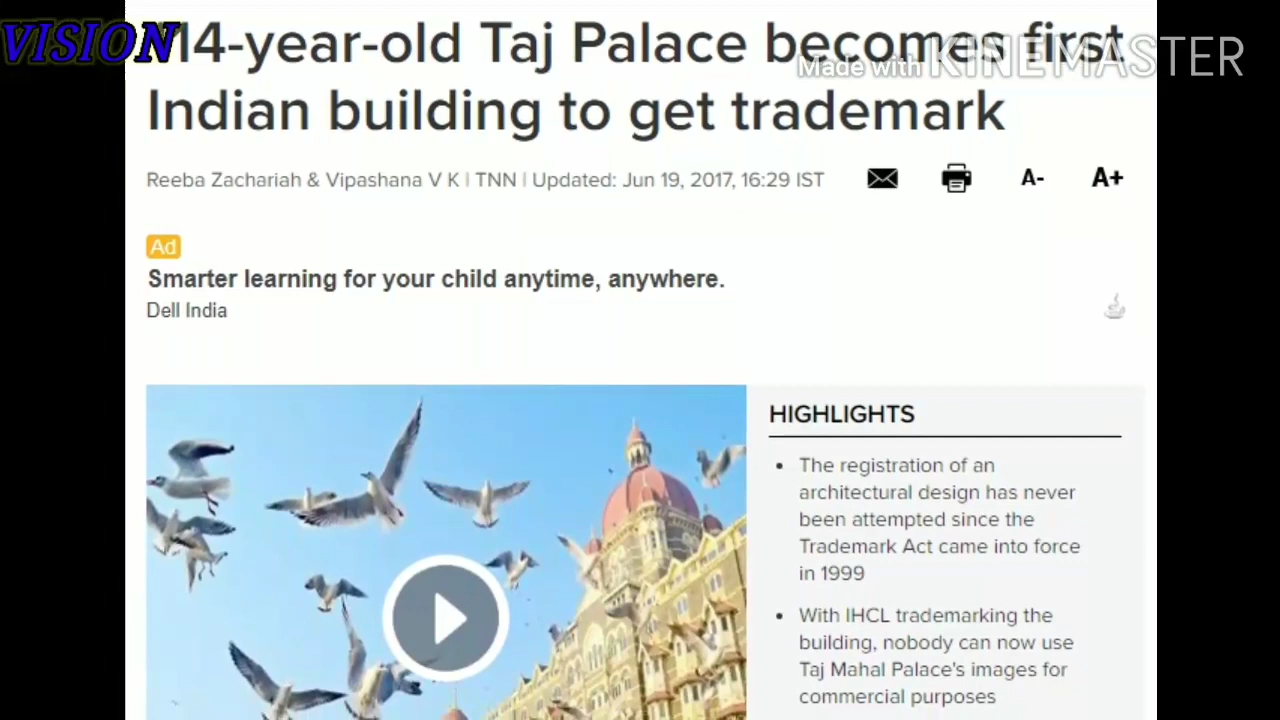 VISION
14-year-old Taj Palace becomes first
Made with KINEMASTER
Indian building to get trademark
Reeba Zachariah & Vipashana V K | TNN | Updated: Jun 19, 2017, 16:29 IST
A-
A+
Ad
Smarter learning for your child anytime, anywhere.
Dell India
HIGHLIGHTS
• The registration of an
architectural design has never
been attempted since the
Trademark Act came into force
in 1999
• With IHCL trademarking the
building, nobody can now use
Taj Mahal Palace's images for
commercial purposes